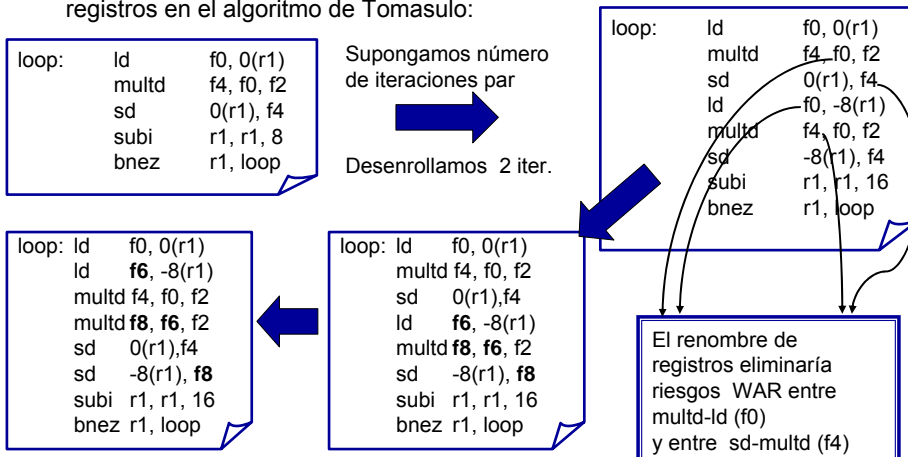 registros en el algoritmo de Tomasulo:
loop: ld f0, 0(r1)
multd f4, f0, f2
sd 0(r1), f4
subi r1, r1, 8
bnez r1, loop
Supongamos número
de iteraciones par
Desenrollamos 2 iter.
loop: ld f0, 0(r1)
multd f4, f0, f2
sd 0(r1), f4
ld f0, -8(r1)
multd f4, f0, f2
sd -8(r1), f4
subi r1, r1, 16
bnez r1, loop
loop: ld f0, 0(r1)
ld f6, -8(r1)
multd f4, f0, f2
multd f8, f6, f2
sd 0(r1),f4
sd -8(r1), f8
subi r1, r1, 16
bnez r1, loop
loop: ld f0, 0(r1)
multd f4, f0, f2
sd 0(r1),f4
ld f6, -8(r1)
multd f8, f6, f2
sd -8(r1), f8
subi r1, r1, 16
bnez r1, loop
El renombre de
registros eliminaría
riesgos WAR entre
multd-ld (f0)
y entre sd-multd (f4)